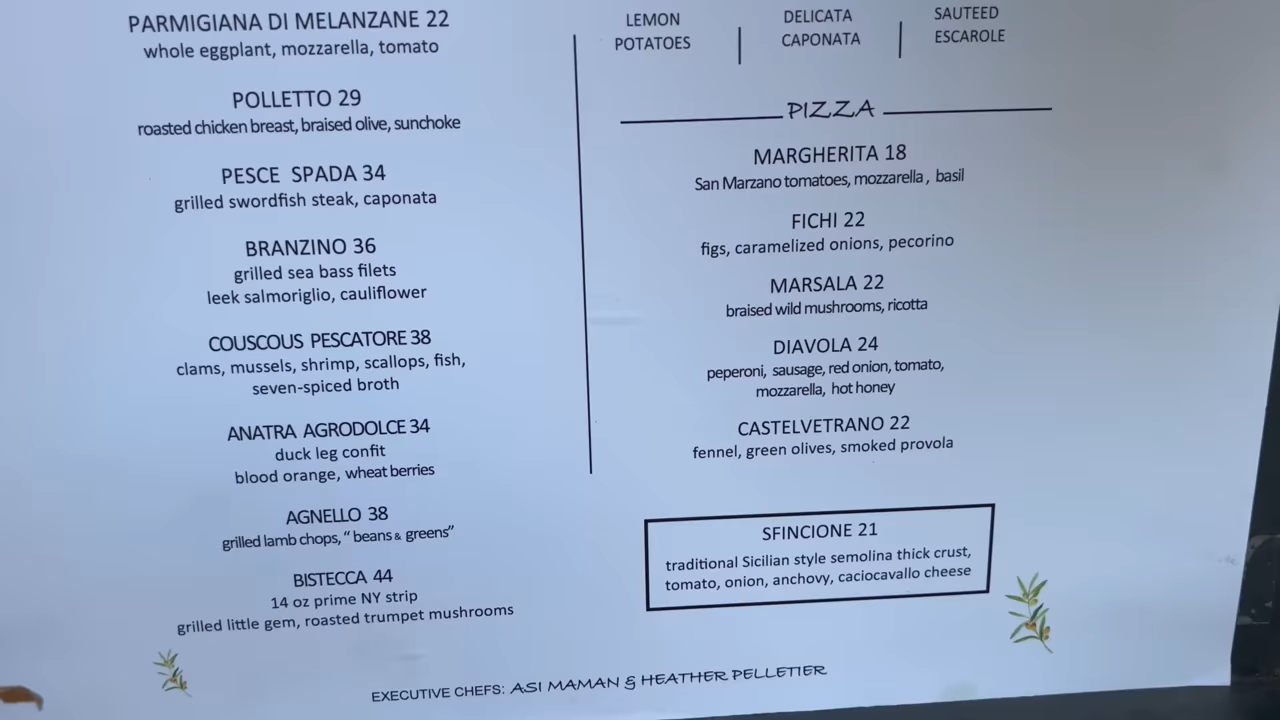 PARMIGIANA DI MELANZANE 22
whole eggplant, mozzarella, tomato
POLLETTO 29
roasted chicken breast, braised olive, sunchoke
PESCE SPADA 34
grilled swordfish steak, caponata
BRANZINO 36
grilled sea bass filets
leek salmoriglio, cauliflower
COUSCOUS PESCATORE 38
clams, mussels, shrimp, scallops, fish,
seven-spiced broth
ANATRA AGRODOLCE 34
duck leg confit
blood orange, wheat berries
AGNELLO 38
grilled lamb chops, “ beans & greens”
BISTECCA 44
14 oz prime NY strip
grilled little gem, roasted trumpet mushrooms
LEMON
POTATOES
DELICATA
CAPONATA
SAUTEED
ESCAROLE
PIZZA
MARGHERITA 18
San Marzano tomatoes, mozzarella , basil
FICHI 22
figs, caramelized onions, pecorino
MARSALA 22
braised wild mushrooms, ricotta
DIAVOLA 24
peperoni, sausage, red onion, tomato,
mozzarella, hot honey
CASTELVETRANO 22
fennel, green olives, smoked provola
SFINCIONE 21
traditional Sicilian style semolina thick crust,
tomato, onion, anchovy, caciocavallo cheese
EXECUTIVE CHEFS: ASI MAMAN & HEATHER PELLETIER